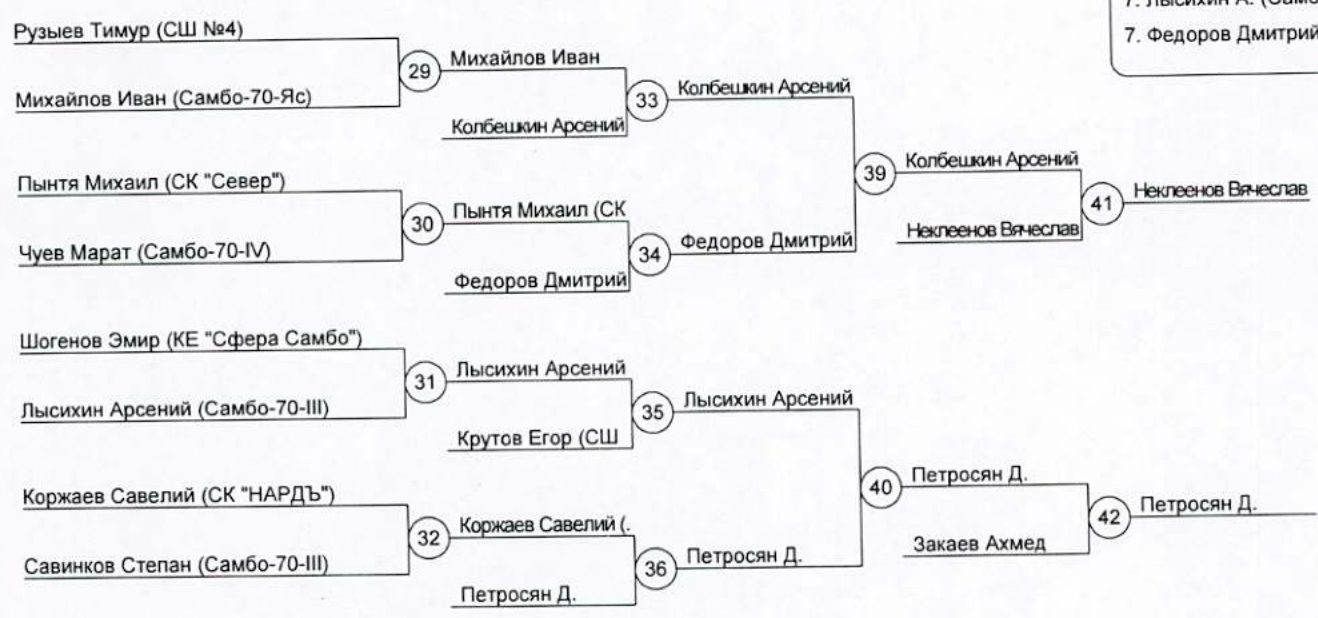 7. Федоров Дмитрий
Рузыев Тимур (СШ №4)
29
Михайлов Иван
Михайлов Иван (Самбо-70-Яс)
33
Колбешкин Арсений
Колбешкин Арсений
39
Колбешкин Арсений
Пынтя Михаил (СК "Север")
30
Пынтя Михаил (СК
Чуев Марат (Самбо-70-IV)
34
Федоров Дмитрий
Федоров Дмитрий
Неклеенов Вячеслав
41
Неклеенов Вячеслав
Шогенов Эмир (КЕ "Сфера Самбо")
31
Лысихин Арсений
Лысихин Арсений (Самбо-70-III)
35
Лысихин Арсений
Крутов Егор (СШ
40
Петросян Д.
Коржаев Савелий (СК "НАРДЪ")
32
Коржаев Савелий (.
Савинков Степан (Самбо-70-III)
36
Петросян Д.
Петросян Д.
Закаев Ахмед
42
Петросян Д.